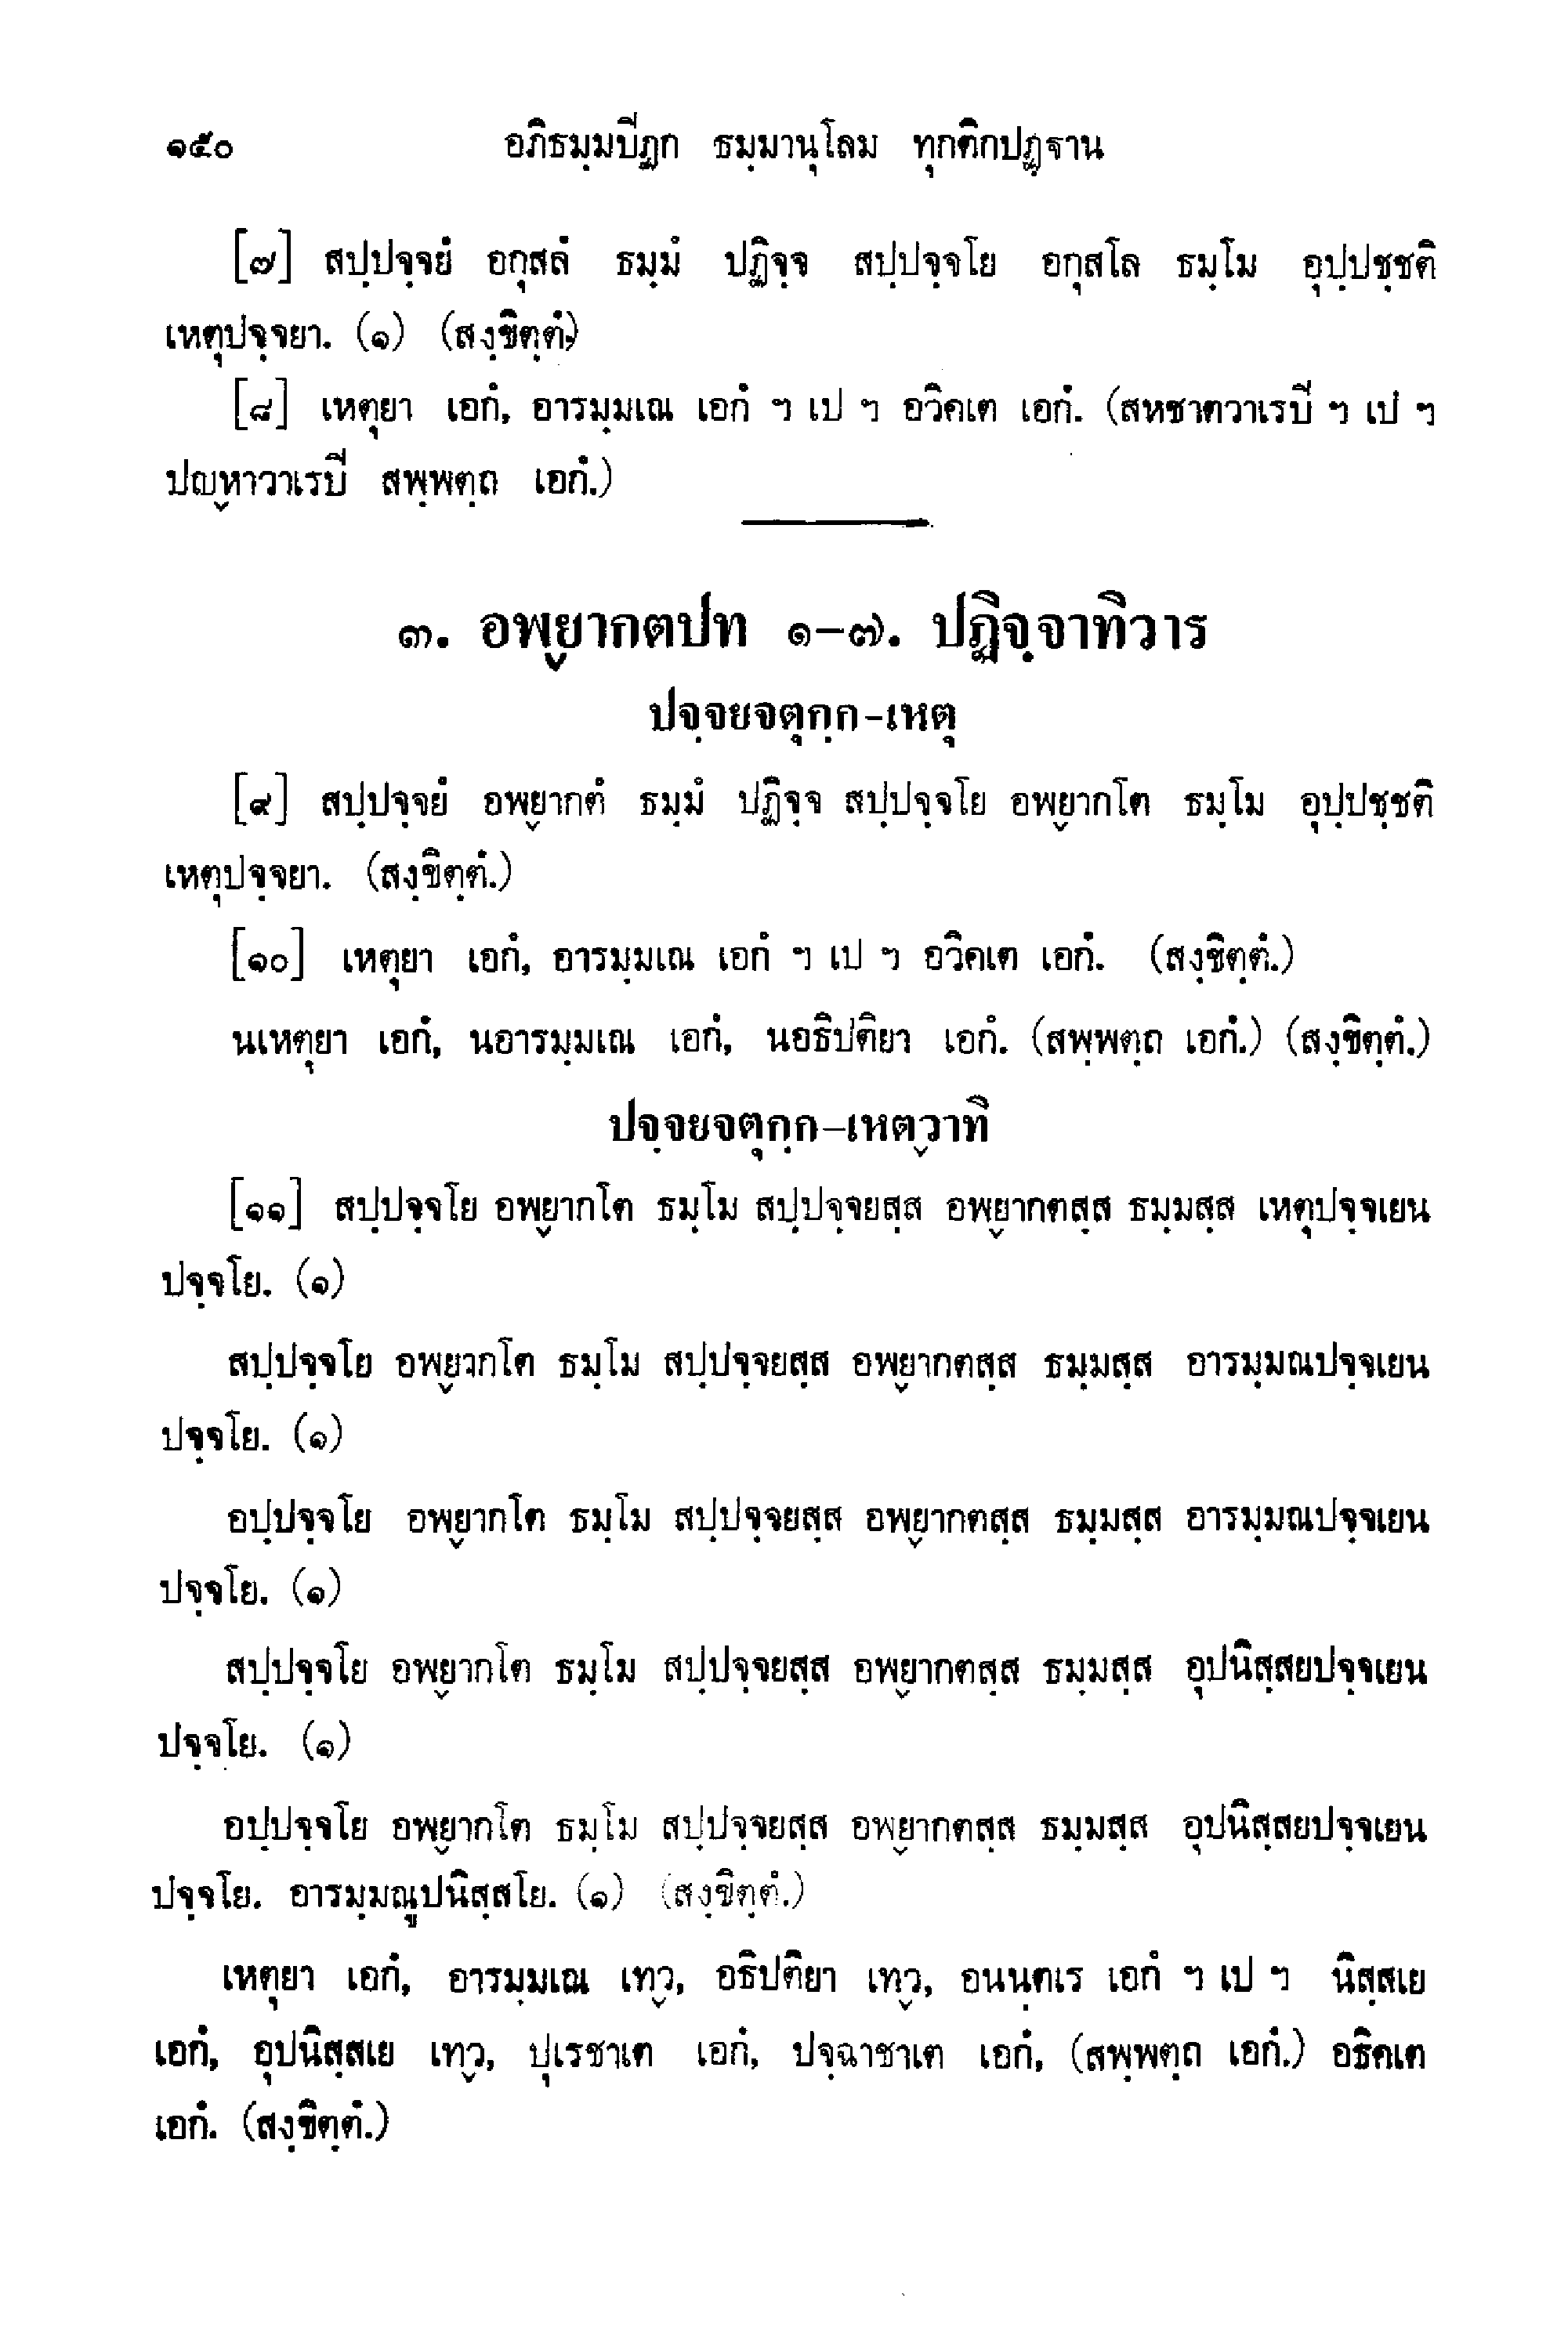 ๑๕๐ อภิธมฺมปิฏก ธมฺมานุโลม ทุกติกปฏฺฐาน
[๗] สปฺปจฺจยํ อกุสลํ ธมฺมํ ปฏิจฺจ สปฺปจฺจโย อกุสโล ธมฺโม อุปฺปชฺชติ
เหตุปจฺจยา. (๑) (สงฺขิตฺตํ)
[๘] เหตุยา เอกํ, อารมฺมเณ เอกํ ฯ เป ฯ อวิคเต เอกํ. (สหชาตวาเรปิ ฯ เป ฯ
ปญฺหาวาเรปิ สพฺพตฺถ เอกํ.)
๓. อพฺยากตปท ๑-๗. ปฏิจฺจาทิวาร
ปจฺจยจตุกฺก-เหตุ
[๙] สปฺปจฺจยํ อพฺยากตํ ธมฺมํ ปฏิจฺจ สปฺปจฺจโย อพฺยากโต ธมฺโม อุปฺปชฺชติ
เหตุปจฺจยา. (สงฺขิตฺตํ.)
[๑๐] เหตุยา เอกํ, อารมฺมเณ เอกํ ฯ เป ฯ อวิคเต เอกํ. (สงฺขิตฺตํ.)
นเหตุยา เอกํ, นอารมฺมเณ เอกํ, นอธิปติยา เอกํ. (สพฺพตฺถ เอกํ.) (สงฺขิตฺตํ.)
ปจฺจยจตุกฺก-เหตฺวาทิ
[๑๑] สปฺปจฺจโย อพฺยากโต ธมฺโม สปฺปจฺจยสฺส อพฺยากตสฺส ธมฺมสฺส เหตุปจฺจเยน
ปจฺจโย. (๑)
สปฺปจฺจโย อพฺยากโต ธมฺโม สปฺปจฺจยสฺส อพฺยากตสฺส ธมฺมสฺส อารมฺมณปจฺจเยน
ปจฺจโย. (๑)
อปฺปจฺจโย อพฺยากโต ธมฺโม สปฺปจฺจยสฺส อพฺยากตสฺส ธมฺมสฺส อารมฺมณปจฺจเยน
ปจฺจโย. (๑)
สปฺปจฺจโย อพฺยากโต ธมฺโม สปฺปจฺจยสฺส อพฺยากตสฺส ธมฺมสฺส อุปนิสฺสยปจฺจเยน
ปจฺจโย. (๑)
อปฺปจฺจโย อพฺยากโต ธมฺโม สปฺปจฺจยสฺส อพฺยากตสฺส ธมฺมสฺส อุปนิสฺสยปจฺจเยน
ปจฺจโย. อารมฺมณูปนิสฺสโย. (๑) (สงฺขิตฺตํ.)
เหตุยา เอกํ, อารมฺมเณ เทฺว, อธิปติยา เทฺว, อนนฺตเร เอกํ ฯ เป ฯ นิสฺสเย
เอกํ, อุปนิสฺสเย เทฺว, ปุเรชาเต เอกํ, ปจฺฉาชาเต เอกํ, (สพฺพตฺถ เอกํ.) อธิคเต
เอกํ. (สงฺขิตฺตํ.)